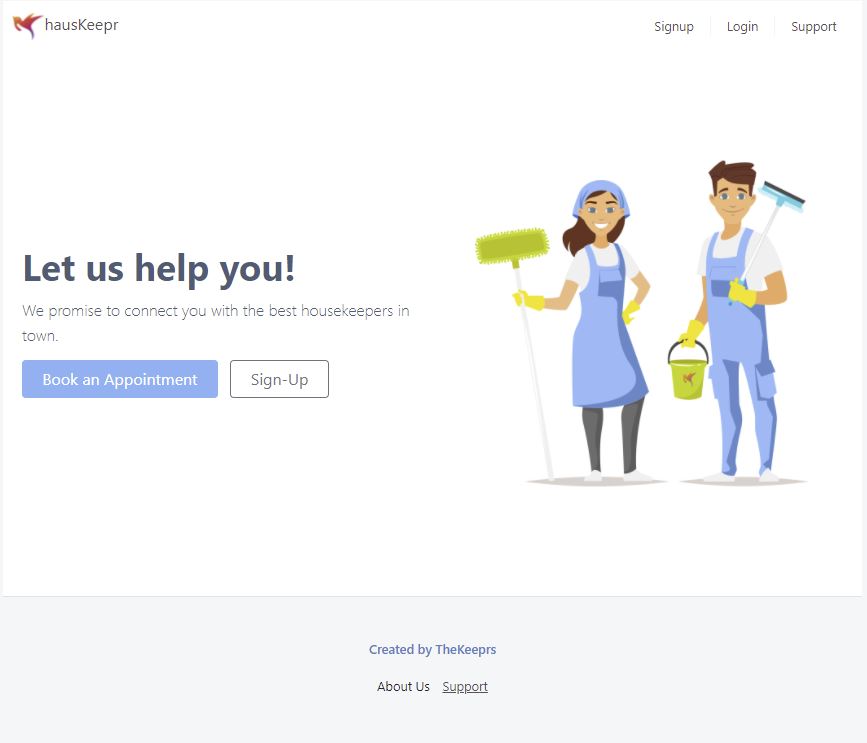 hausKeepr
Signup
Login
Support
Let us help you!
We promise to connect you with the best housekeepers in
town.
Book an Appointment
Sign-Up
Created by TheKeeprs
About Us
Support